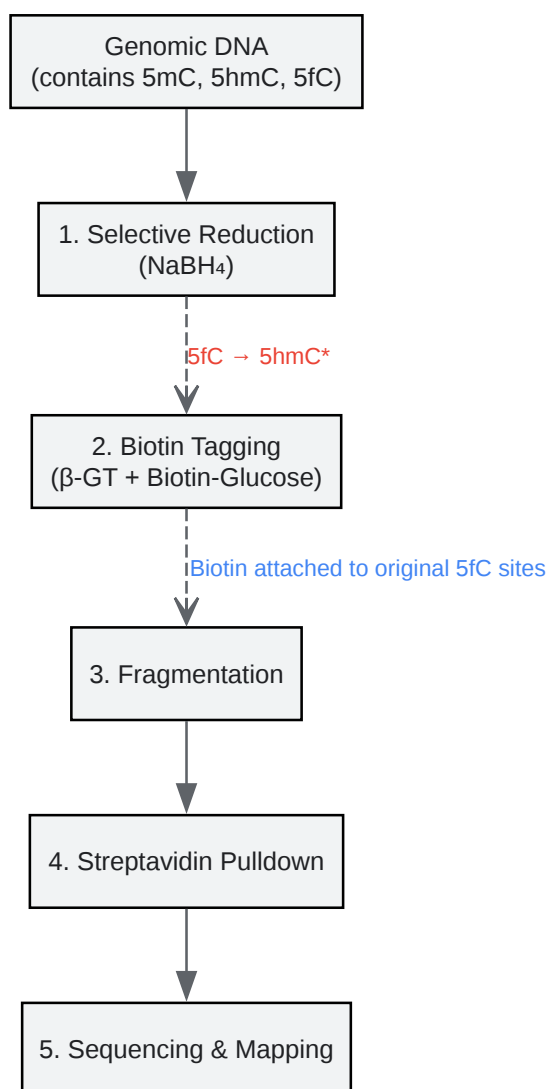 Genomic DNA
(contains 5mC, 5hmC, 5fC)
1. Selective Reduction
(NaBH₄)
5fC → 5hmC*
2. Biotin Tagging
(β-GT + Biotin-Glucose)
Biotin attached to original 5fC sites
3. Fragmentation
4. Streptavidin Pulldown
5. Sequencing & Mapping